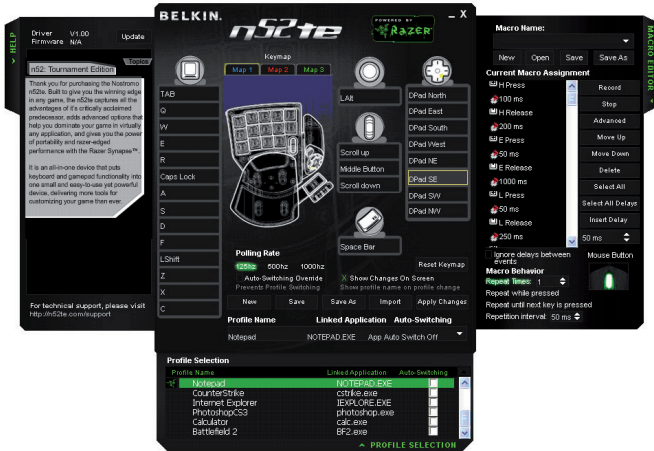 HELP
Driver V1.00
Firmware N/A
Update
Topics
n52: Tournament Edition
Thank you for purchasing the Nostromo
n52te. Built to give you the winning edge
in any game, the n52te captures all the
advantages of it's critically acclaimed
predecessor, adds advanced options that
help you dominate your game in virtually
any application, and gives you the power
of portability and razer-edged
performance with the Razer Synapse™.
It is an all-in-one device that puts
keyboard and gamepad functionality into
one small and easy-to-use yet powerful
device, delivering more tools for
customizing your game than ever.
For technical support, please visit
http://n52te.com/support
BELKIN.
n52te
POWERED BY
RAZER
_ X
Keymap
Map 1 Map 2 Map 3
TAB
Q
W
E
R
Caps Lock
A
S
D
F
LShift
Z
X
C
LAlt
Scroll up
Middle Button
Scroll down
Space Bar
DPad North
DPad East
DPad South
DPad West
DPad NE
DPad SE
DPad SW
DPad NW
Polling Rate
125hz 500hz 1000hz
Auto-Switching Override
Prevents Profile Switching
Reset Keymap
X Show Changes On Screen
Show profile name on profile change
New Save Save As Import Apply Changes
Profile Name Linked Application Auto-Switching
Notepad NOTEPAD.EXE App Auto Switch Off
Profile Selection
Profile Name Linked Application Auto-Switching
Notepad NOTEPAD.EXE
CounterStrike cstrike.exe
Internet Explorer IEXPLORE.EXE
PhotoshopCS3 photoshop.exe
Calculator calc.exe
Battlefield 2 BF2.exe
PROFILE SELECTION
MACRO EDITOR
Macro Name:
New Open Save Save As
Current Macro Assignment
H Press
100 ms
H Release
200 ms
E Press
50 ms
E Release
1000 ms
L Press
50 ms
L Release
250 ms
Record
Stop
Advanced
Move Up
Move Down
Delete
Select All
Select All Delays
Insert Delay
50 ms
Ignore delays between
events
Mouse Button
Macro Behavior
Repeat Times: 1
Repeat while pressed
Repeat until next key is pressed
Repetition interval: 50 ms